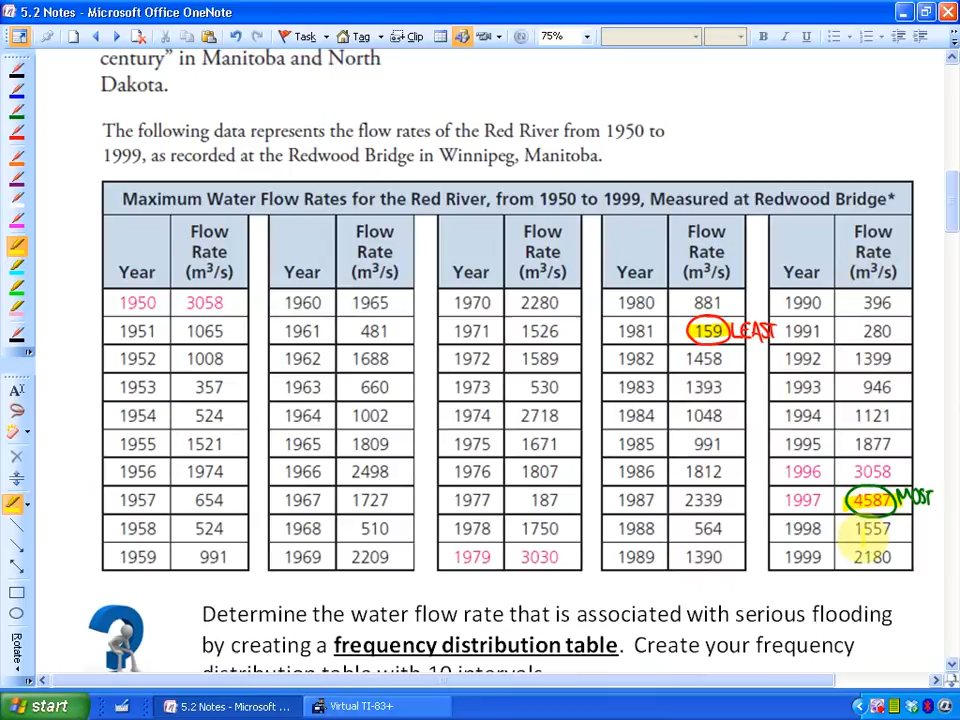 5.2 Notes - Microsoft Office OneNote
Task Tag Clip 75% B I U
century” in Manitoba and North
Dakota.
The following data represents the flow rates of the Red River from 1950 to
1999, as recorded at the Redwood Bridge in Winnipeg, Manitoba.
Maximum Water Flow Rates for the Red River, from 1950 to 1999, Measured at Redwood Bridge*
Flow Flow Flow Flow Flow
Rate Rate Rate Rate Rate
Year (m³/s) Year (m³/s) Year (m³/s) Year (m³/s) Year (m³/s)
1950 3058 1960 1965 1970 2280 1980 881 1990 396
1951 1065 1961 481 1971 1526 1981 159 LEAST 1991 280
1952 1008 1962 1688 1972 1589 1982 1458 1992 1399
1953 357 1963 660 1973 530 1983 1393 1993 946
1954 524 1964 1002 1974 2718 1984 1048 1994 1121
1955 1521 1965 1809 1975 1671 1985 991 1995 1877
1956 1974 1966 2498 1976 1807 1986 1812 1996 3058
1957 654 1967 1727 1977 187 1987 2339 1997 4587 MOST
1958 524 1968 510 1978 1750 1988 564 1998 1557
1959 991 1969 2209 1979 3030 1989 1390 1999 2180
Determine the water flow rate that is associated with serious flooding
by creating a frequency distribution table. Create your frequency
distribution table with 10 intervals.
Rotate
start 5.2 Notes - Microsoft ... Virtual TI-83+